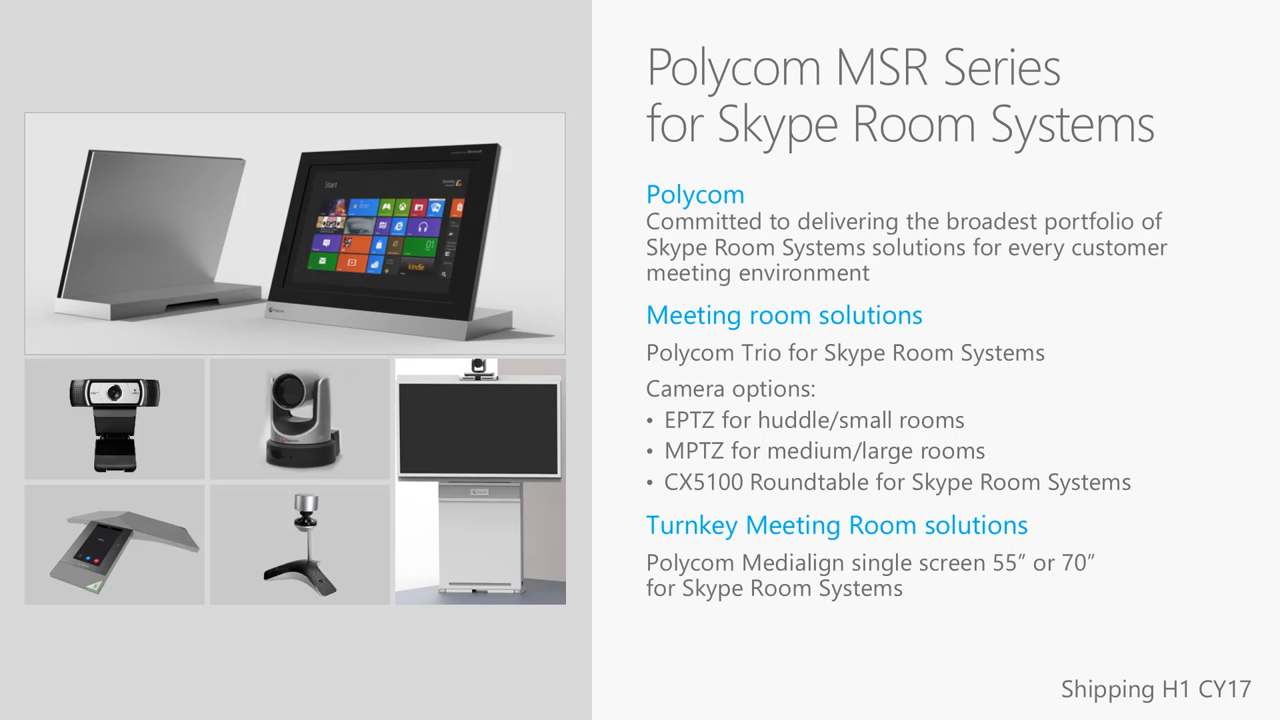 Polycom MSR Series
for Skype Room Systems
Polycom
Committed to delivering the broadest portfolio of
Skype Room Systems solutions for every customer
meeting environment
Meeting room solutions
Polycom Trio for Skype Room Systems
Camera options:
• EPTZ for huddle/small rooms
• MPTZ for medium/large rooms
• CX5100 Roundtable for Skype Room Systems
Turnkey Meeting Room solutions
Polycom Medialign single screen 55” or 70”
for Skype Room Systems
Shipping H1 CY17
Start
kindle